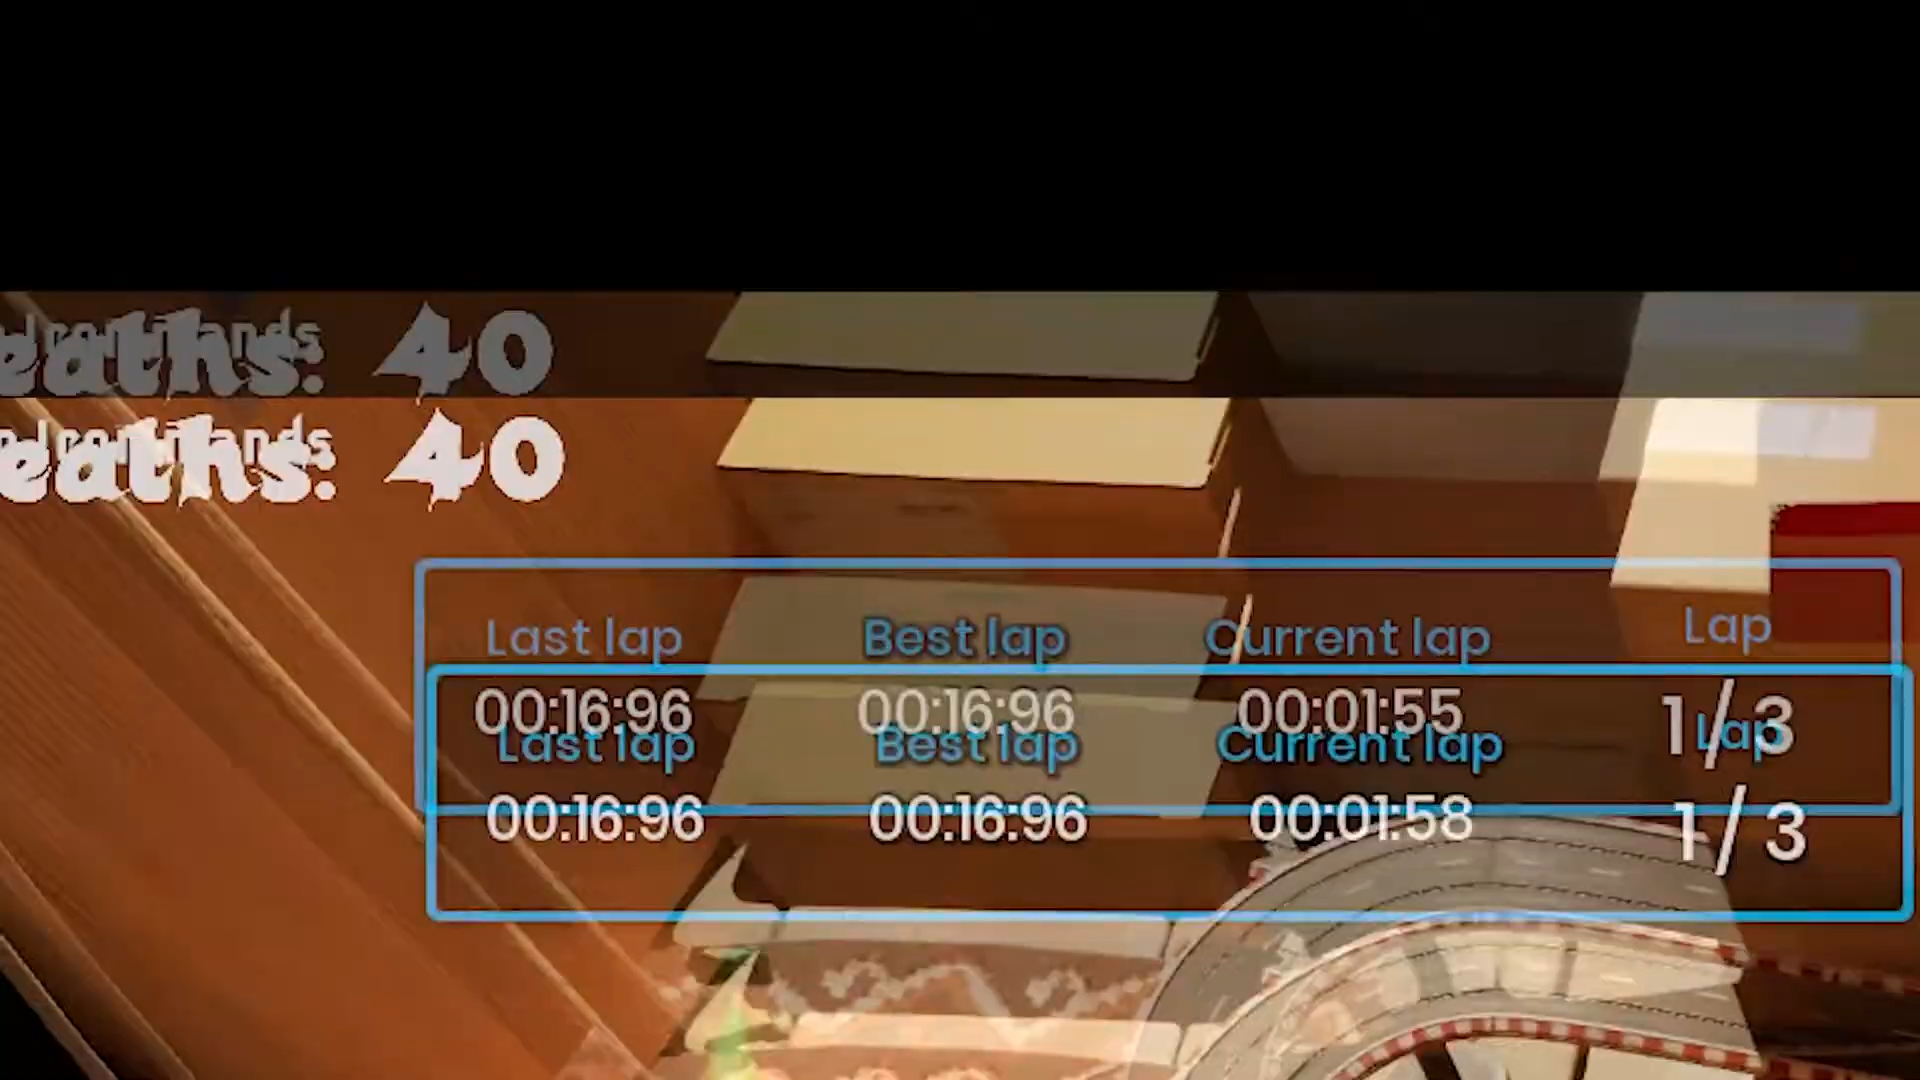 eaths: 40
eaths: 40
Last lap Best lap Current lap Lap
00:16:96 00:16:96 00:01:55 1/3
Last lap Best lap Current lap Lap
00:16:96 00:16:96 00:01:58 1/3